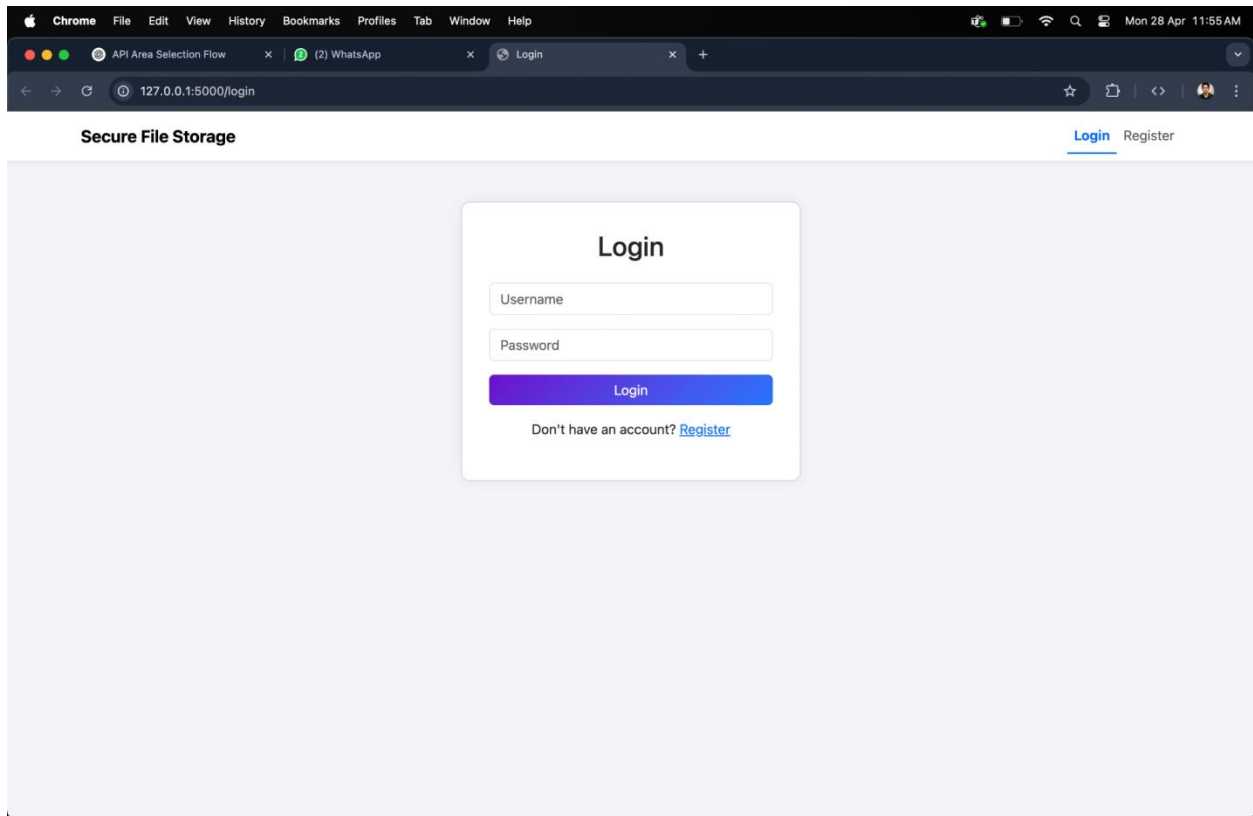 Chrome File Edit View History Bookmarks Profiles Tab Window Help Mon 28 Apr 11:55 AM
API Area Selection Flow (2) WhatsApp Login
127.0.0.1:5000/login
Secure File Storage Login Register
Login
Username
Password
Login
Don't have an account? Register